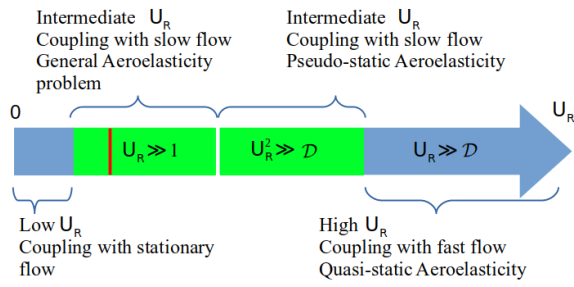 Intermediate U_R
Coupling with slow flow
General Aeroelasticity
problem
Intermediate U_R
Coupling with slow flow
Pseudo-static Aeroelasticity
0
U_R
U_R ≫ 1
U_R^2 ≫ 𝒟
U_R ≫ 𝒟
Low U_R
Coupling with stationary
flow
High U_R
Coupling with fast flow
Quasi-static Aeroelasticity